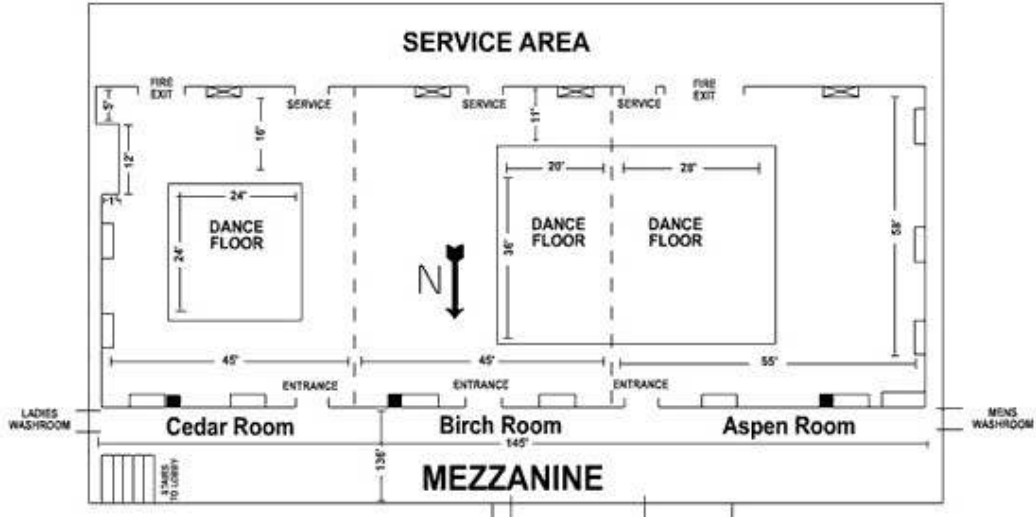 SERVICE AREA
FIRE
EXIT
SERVICE
SERVICE
SERVICE
FIRE
EXIT
5'
16'
11'
12'
1'
20'
28'
24'
DANCE
FLOOR
24'
DANCE
FLOOR
DANCE
FLOOR
36'
58'
N
45'
45'
55'
ENTRANCE
ENTRANCE
ENTRANCE
LADIES
WASHROOM
Cedar Room
Birch Room
Aspen Room
MENS
WASHROOM
145'
136'
STAIRS
TO LOBBY
MEZZANINE